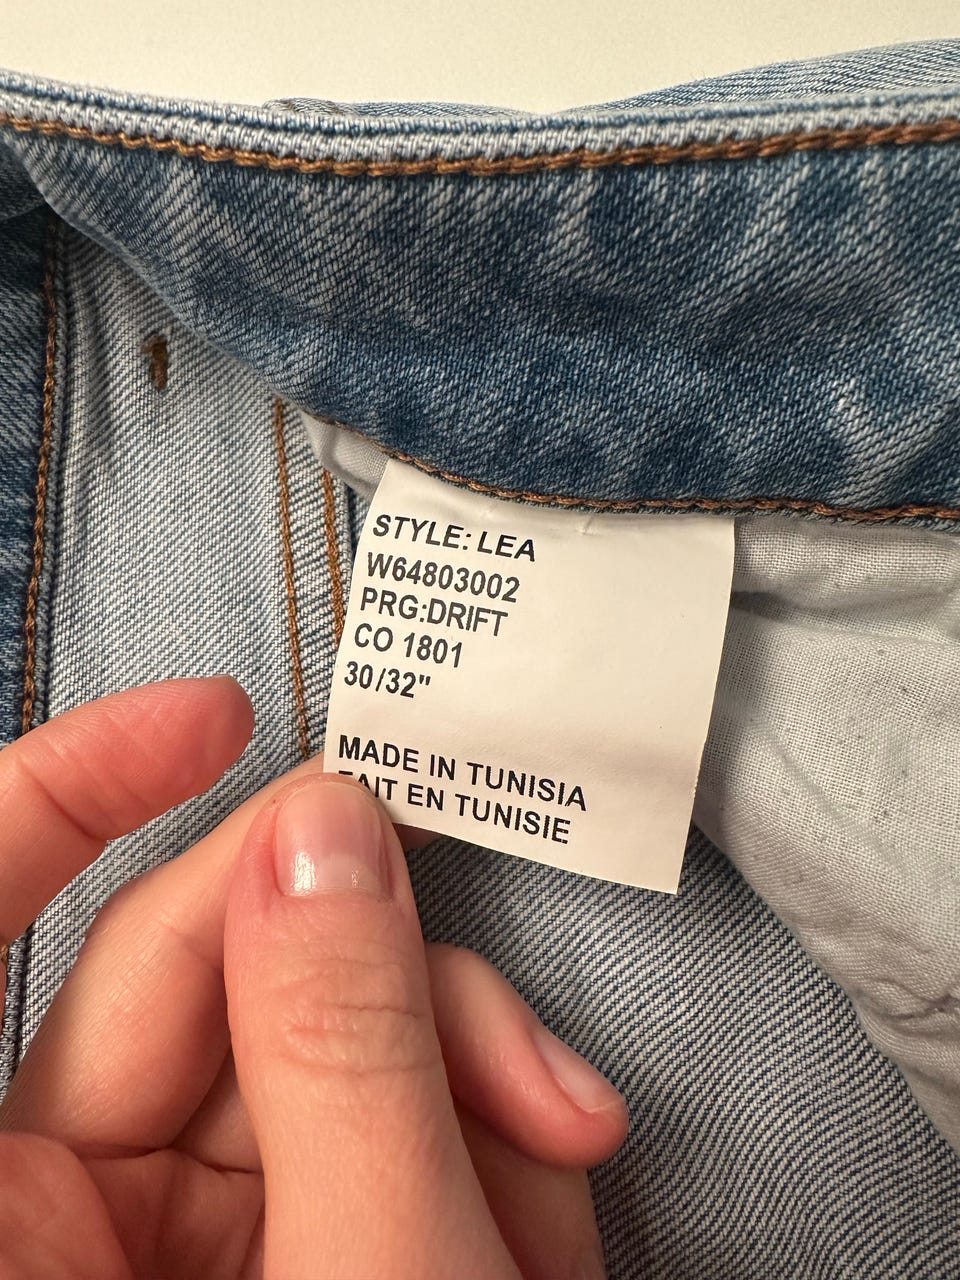 STYLE: LEA
W64803002
PRG:DRIFT
CO 1801
30/32"
MADE IN TUNISIA
FAIT EN TUNISIE